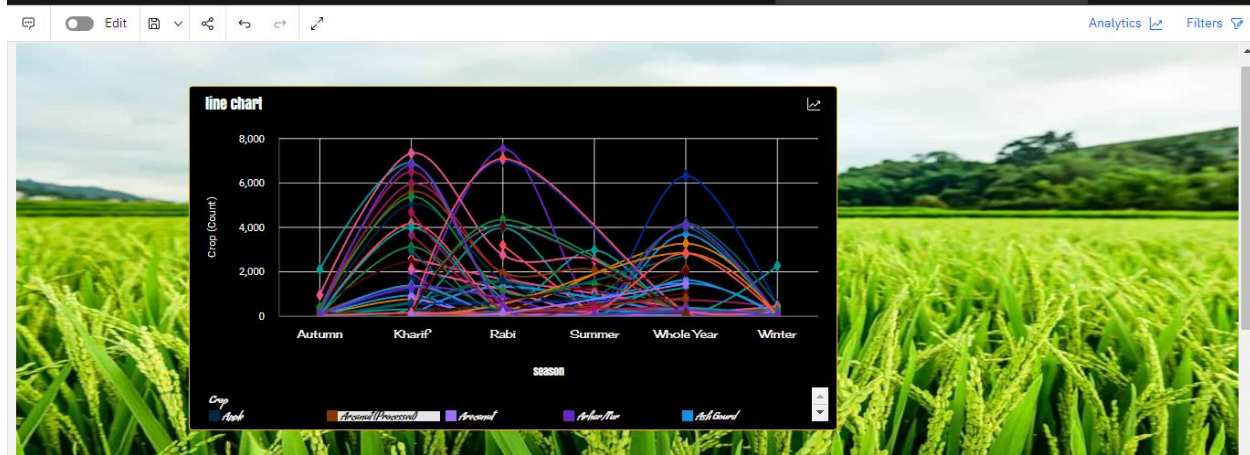 Edit
Analytics
Filters
line chart
8,000
6,000
4,000
2,000
0
Crop (Count)
Autumn Kharif Rabi Summer Whole Year Winter
season
Crop
Apple Arcanut (Processed) Arecanut Arhar/Tur Ash Gourd